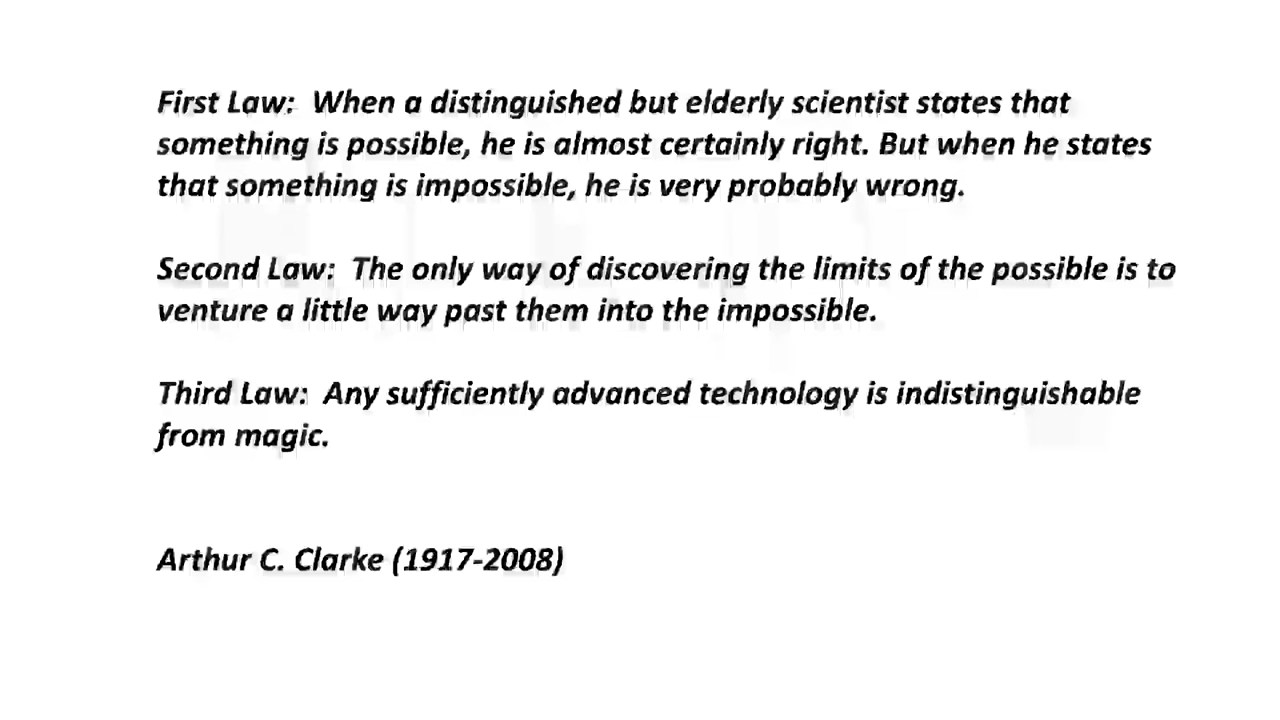 First Law: When a distinguished but elderly scientist states that
something is possible, he is almost certainly right. But when he states
that something is impossible, he is very probably wrong.
Second Law: The only way of discovering the limits of the possible is to
venture a little way past them into the impossible.
Third Law: Any sufficiently advanced technology is indistinguishable
from magic.
Arthur C. Clarke (1917-2008)